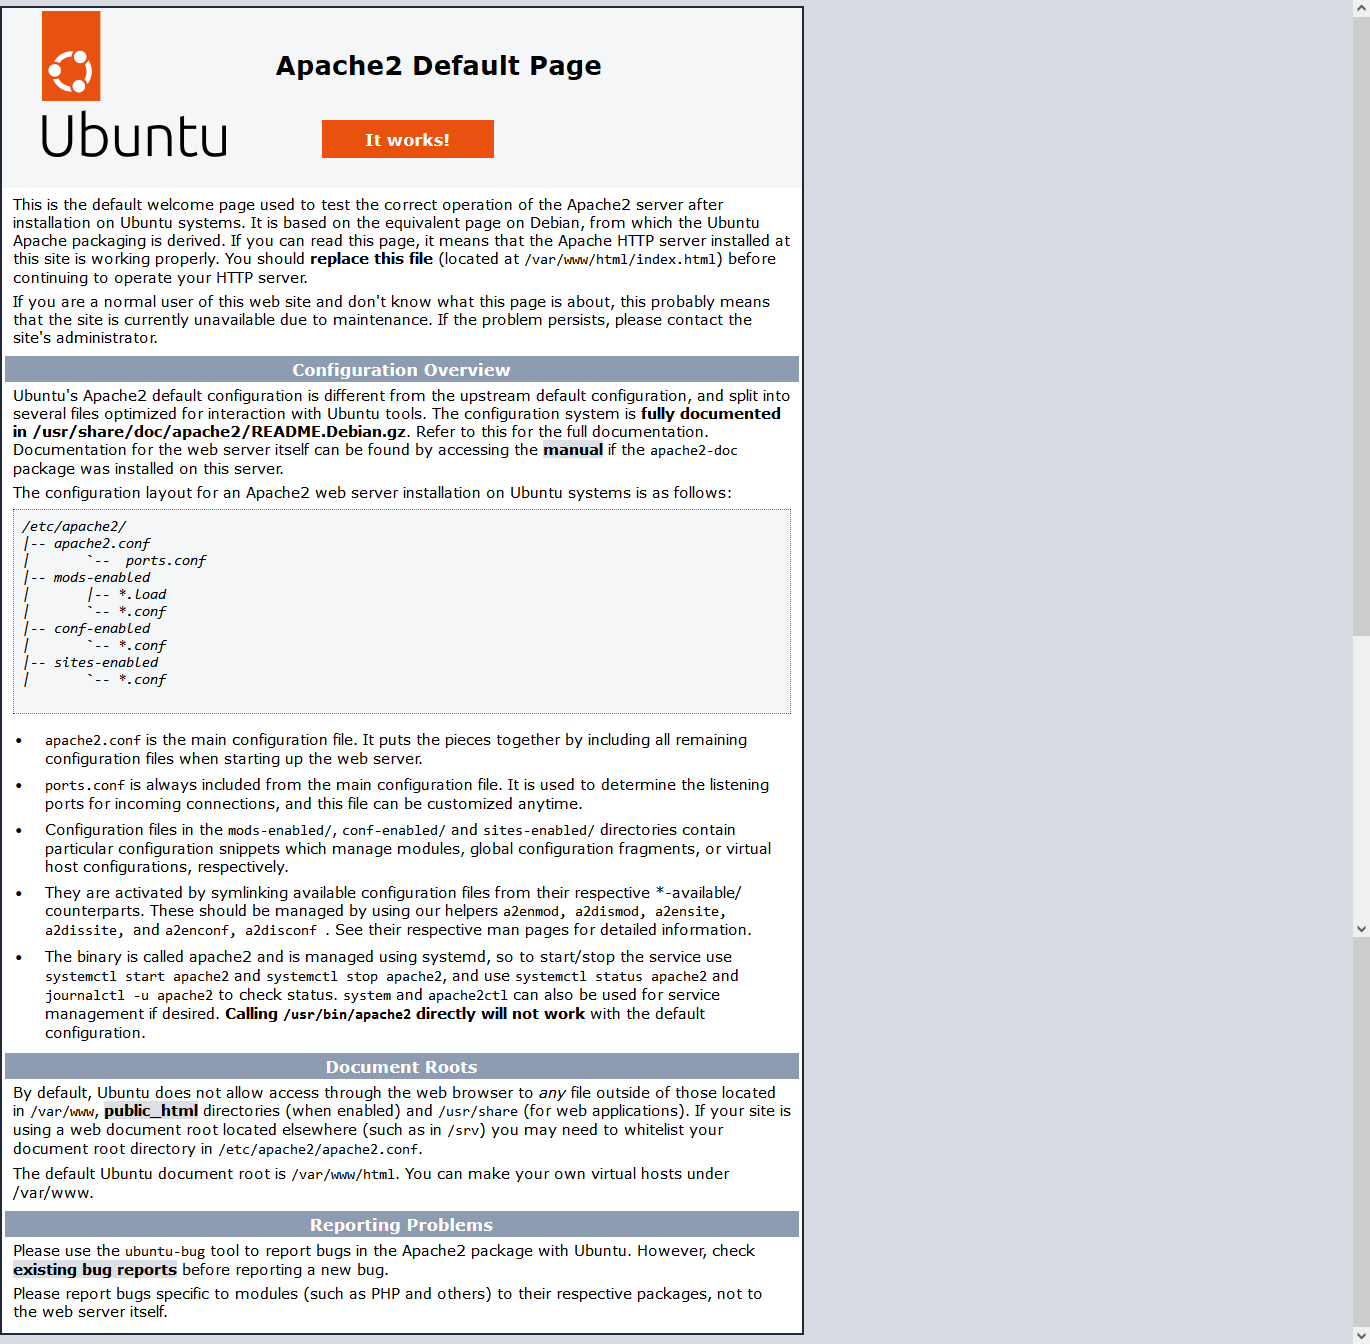 Apache2 Default Page
Ubuntu
It works!
This is the default welcome page used to test the correct operation of the Apache2 server after
installation on Ubuntu systems. It is based on the equivalent page on Debian, from which the Ubuntu
Apache packaging is derived. If you can read this page, it means that the Apache HTTP server installed at
this site is working properly. You should replace this file (located at /var/www/html/index.html) before
continuing to operate your HTTP server.
If you are a normal user of this web site and don't know what this page is about, this probably means
that the site is currently unavailable due to maintenance. If the problem persists, please contact the
site's administrator.
Configuration Overview
Ubuntu's Apache2 default configuration is different from the upstream default configuration, and split into
several files optimized for interaction with Ubuntu tools. The configuration system is fully documented
in /usr/share/doc/apache2/README.Debian.gz. Refer to this for the full documentation.
Documentation for the web server itself can be found by accessing the manual if the apache2-doc
package was installed on this server.
The configuration layout for an Apache2 web server installation on Ubuntu systems is as follows:
/etc/apache2/
|-- apache2.conf
|       `--  ports.conf
|-- mods-enabled
|       |-- *.load
|       `-- *.conf
|-- conf-enabled
|       `-- *.conf
|-- sites-enabled
|       `-- *.conf
• apache2.conf is the main configuration file. It puts the pieces together by including all remaining
configuration files when starting up the web server.
• ports.conf is always included from the main configuration file. It is used to determine the listening
ports for incoming connections, and this file can be customized anytime.
• Configuration files in the mods-enabled/, conf-enabled/ and sites-enabled/ directories contain
particular configuration snippets which manage modules, global configuration fragments, or virtual
host configurations, respectively.
• They are activated by symlinking available configuration files from their respective *-available/
counterparts. These should be managed by using our helpers a2enmod, a2dismod, a2ensite,
a2dissite, and a2enconf, a2disconf . See their respective man pages for detailed information.
• The binary is called apache2 and is managed using systemd, so to start/stop the service use
systemctl start apache2 and systemctl stop apache2, and use systemctl status apache2 and
journalctl -u apache2 to check status. system and apache2ctl can also be used for service
management if desired. Calling /usr/bin/apache2 directly will not work with the default
configuration.
Document Roots
By default, Ubuntu does not allow access through the web browser to any file outside of those located
in /var/www, public_html directories (when enabled) and /usr/share (for web applications). If your site is
using a web document root located elsewhere (such as in /srv) you may need to whitelist your
document root directory in /etc/apache2/apache2.conf.
The default Ubuntu document root is /var/www/html. You can make your own virtual hosts under
/var/www.
Reporting Problems
Please use the ubuntu-bug tool to report bugs in the Apache2 package with Ubuntu. However, check
existing bug reports before reporting a new bug.
Please report bugs specific to modules (such as PHP and others) to their respective packages, not to
the web server itself.